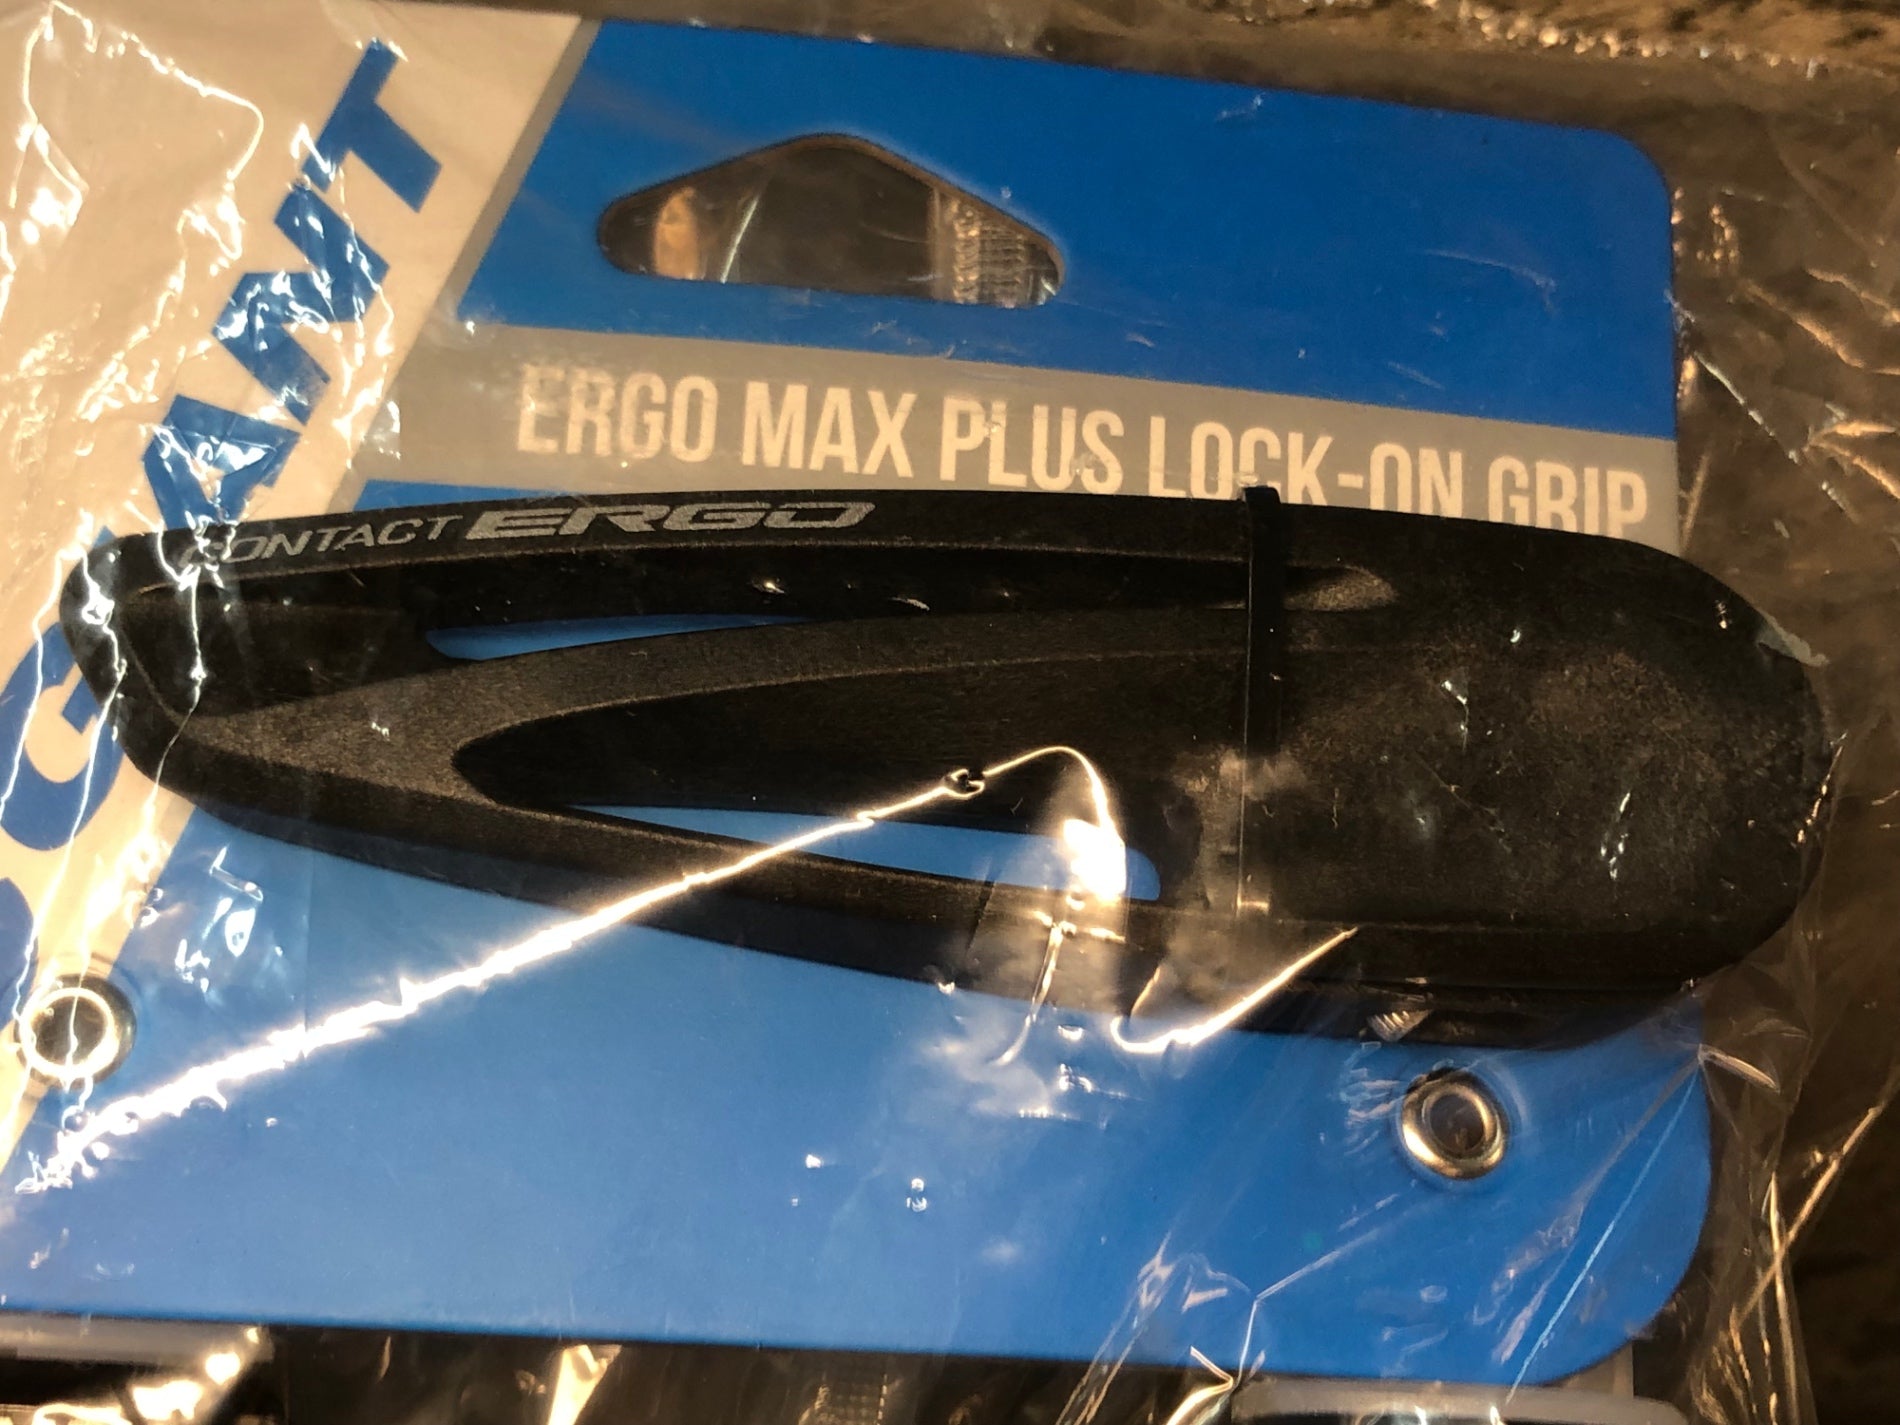 GIANT
ERGO MAX PLUS LOCK-ON GRIP
CONTACT ERGO